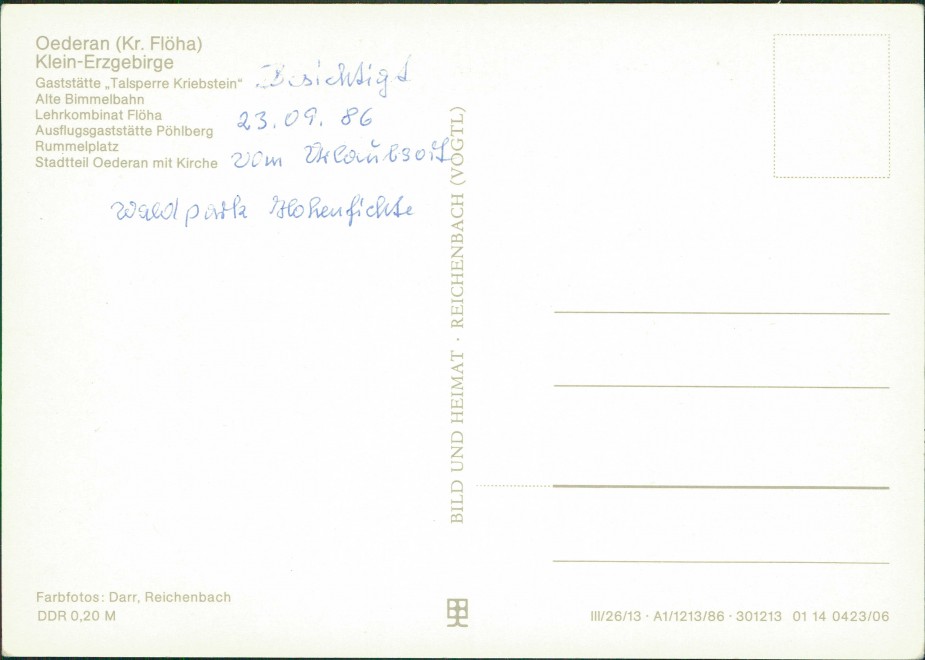 Oederan (Kr. Flöha)
Klein-Erzgebirge
Gaststätte „Talsperre Kriebstein“
Alte Bimmelbahn
Lehrkombinat Flöha
Ausflugsgaststätte Pöhlberg
Rummelplatz
Stadtteil Oederan mit Kirche
Besichtigt
23.09.86
vom Urlaubsort
Waldpark Hohenfichte
BILD UND HEIMAT · REICHENBACH (VOGTL)
Farbfotos: Darr, Reichenbach
DDR 0,20 M
III/26/13 · A1/1213/86 · 301213 01 14 0423/06